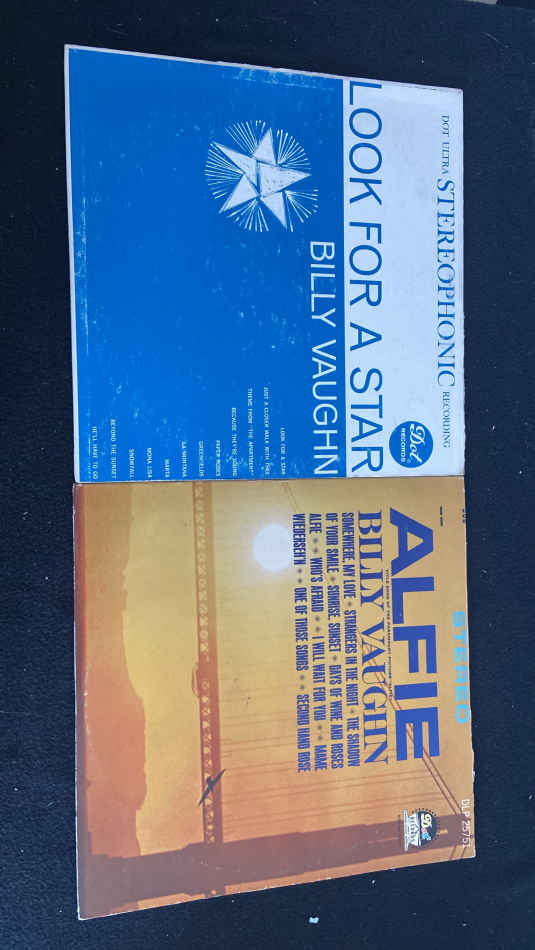 DOT ULTRA STEREOPHONIC RECORDING
Dot
RECORDS
LOOK FOR A STAR
BILLY VAUGHN
LOOK FOR A STAR
JUST A CLOSER WALK WITH THEE
THEME FROM "THE APARTMENT"
BECAUSE THEY'RE YOUNG
PAPER ROSES
GREENFIELDS
LA MONTANA
MARTA
MONA LISA
SNOWFALL
BEYOND THE SUNSET
HE'LL HAVE TO GO
STEREO
DLP 25751
ALFIE
BILLY VAUGHN
SOMEWHERE, MY LOVE * STRANGERS IN THE NIGHT * THE SHADOW
OF YOUR SMILE * SUNRISE, SUNSET * DAYS OF WINE AND ROSES
ALFIE * WHO'S AFRAID * I WILL WAIT FOR YOU * MAME
WIEDERSEH'N * ONE OF THOSE SONGS * SECOND HAND ROSE
Dot